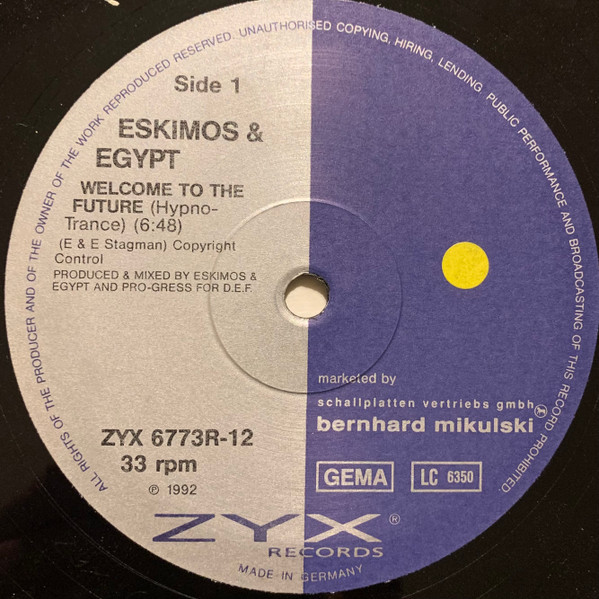 ALL RIGHTS OF THE PRODUCER AND OF THE OWNER OF THE WORK REPRODUCED RESERVED. UNAUTHORISED COPYING, HIRING, LENDING. PUBLIC PERFORMANCE AND BROADCASTING OF THIS RECORD PROHIBITED.
Side 1
ESKIMOS &
EGYPT
WELCOME TO THE
FUTURE (Hypno-
Trance) (6:48)
(E & E Stagman) Copyright
Control
PRODUCED & MIXED BY ESKIMOS &
EGYPT AND PRO-GRESS FOR D.E.F.
marketed by
schallplatten vertriebs gmbh
bernhard mikulski
ZYX 6773R-12
33 rpm
℗ 1992
GEMA
LC 6350
ZYX®
RECORDS
MADE IN GERMANY